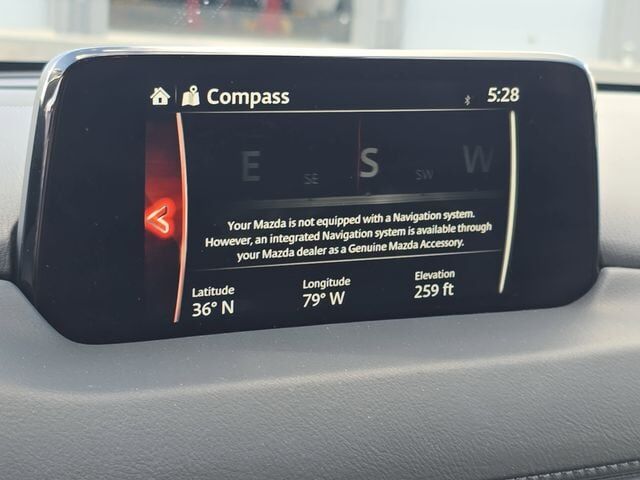 Compass
5:28
E SE S SW W
Your Mazda is not equipped with a Navigation system.
However, an integrated Navigation system is available through
your Mazda dealer as a Genuine Mazda Accessory.
Latitude Longitude Elevation
36° N 79° W 259 ft